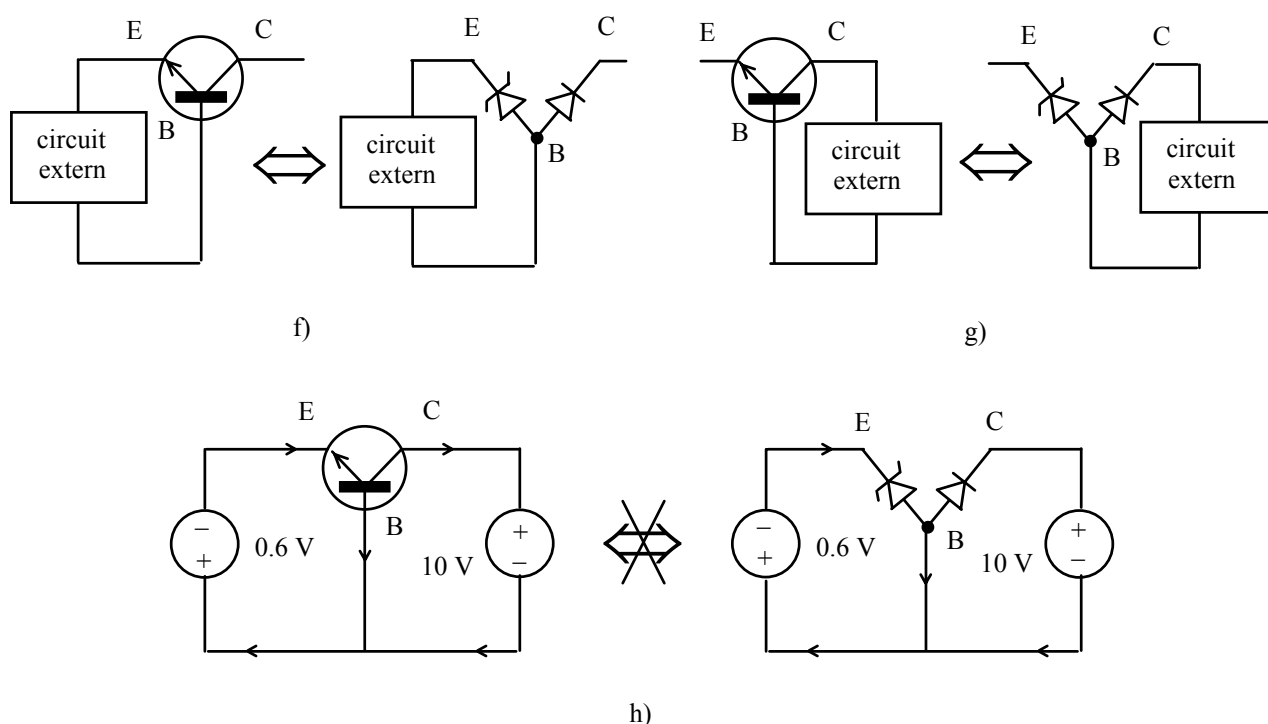 E C E C E C E C
B B B B
circuit
extern
circuit
extern
circuit
extern
circuit
extern
f) g)
E C E C
B B
− + 0.6 V 10 V + − − + 0.6 V 10 V + −
h)